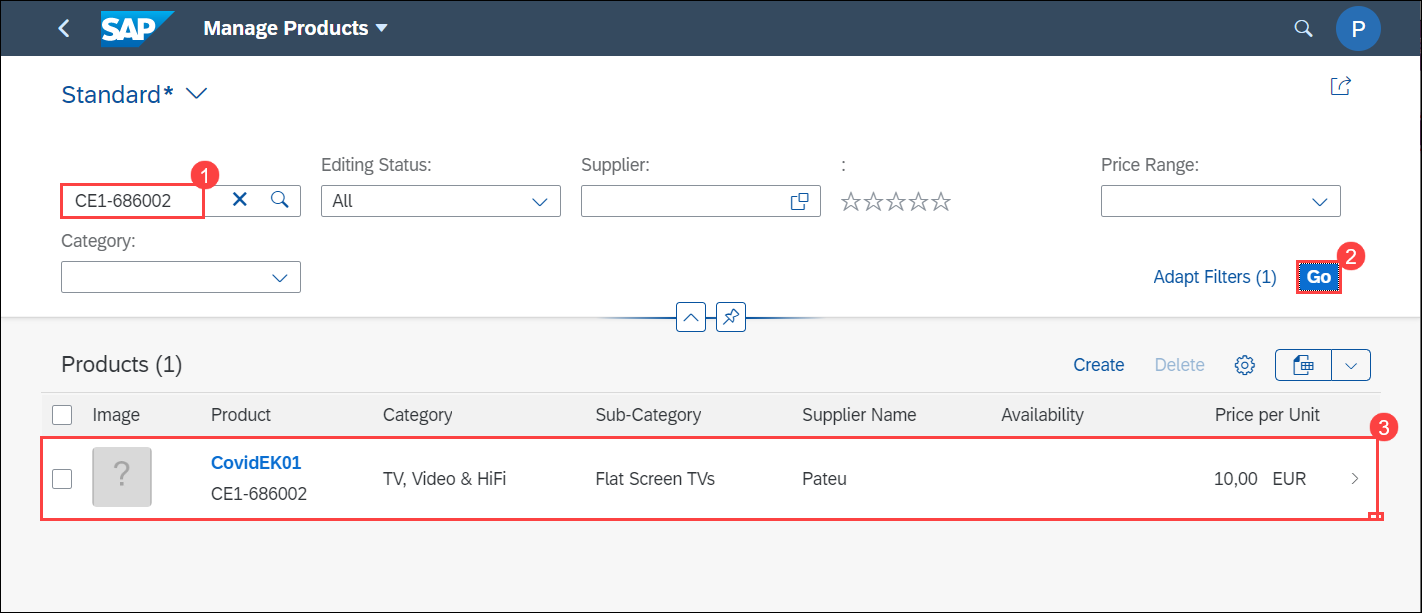 SAP Manage Products P
Standard*
Editing Status: Supplier: : Price Range:
1
CE1-686002 All
Category:
2
Adapt Filters (1) Go
Products (1) Create Delete
Image Product Category Sub-Category Supplier Name Availability Price per Unit
3
?
CovidEK01
CE1-686002
TV, Video & HiFi Flat Screen TVs Pateu 10,00 EUR